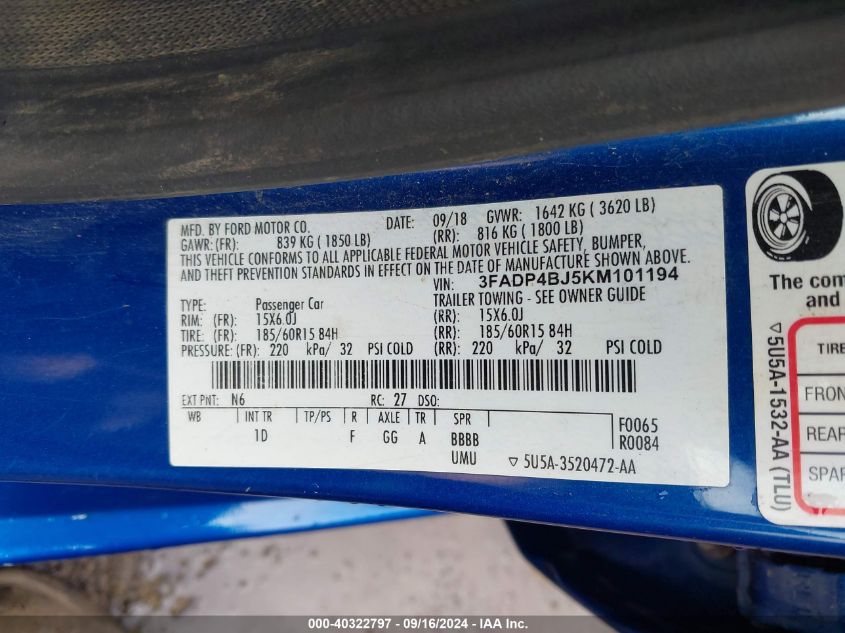 MFD. BY FORD MOTOR CO. DATE: 09/18 GVWR: 1642 KG ( 3620 LB)
GAWR:(FR): 839 KG ( 1850 LB) (RR): 816 KG ( 1800 LB)
THIS VEHICLE CONFORMS TO ALL APPLICABLE FEDERAL MOTOR VEHICLE SAFETY, BUMPER,
AND THEFT PREVENTION STANDARDS IN EFFECT ON THE DATE OF MANUFACTURE SHOWN ABOVE.
VIN: 3FADP4BJ5KM101194
TYPE: Passenger Car TRAILER TOWING - SEE OWNER GUIDE
RIM: (FR): 15X6.0J (RR): 15X6.0J
TIRE: (FR): 185/60R15 84H (RR): 185/60R15 84H
PRESSURE: (FR): 220 kPa/ 32 PSI COLD (RR): 220 kPa/ 32 PSI COLD
EXT PNT: N6 RC: 27 DSO:
WB INT TR TP/PS R AXLE TR SPR F0065
1D F GG A BBBB R0084
UMU ▽ 5U5A-3520472-AA
The com
and
▽ 5U5A-1532-AA (TLU)
TIRE
FRON
REAR
SPAR
000-40322797 - 09/16/2024 - IAA Inc.